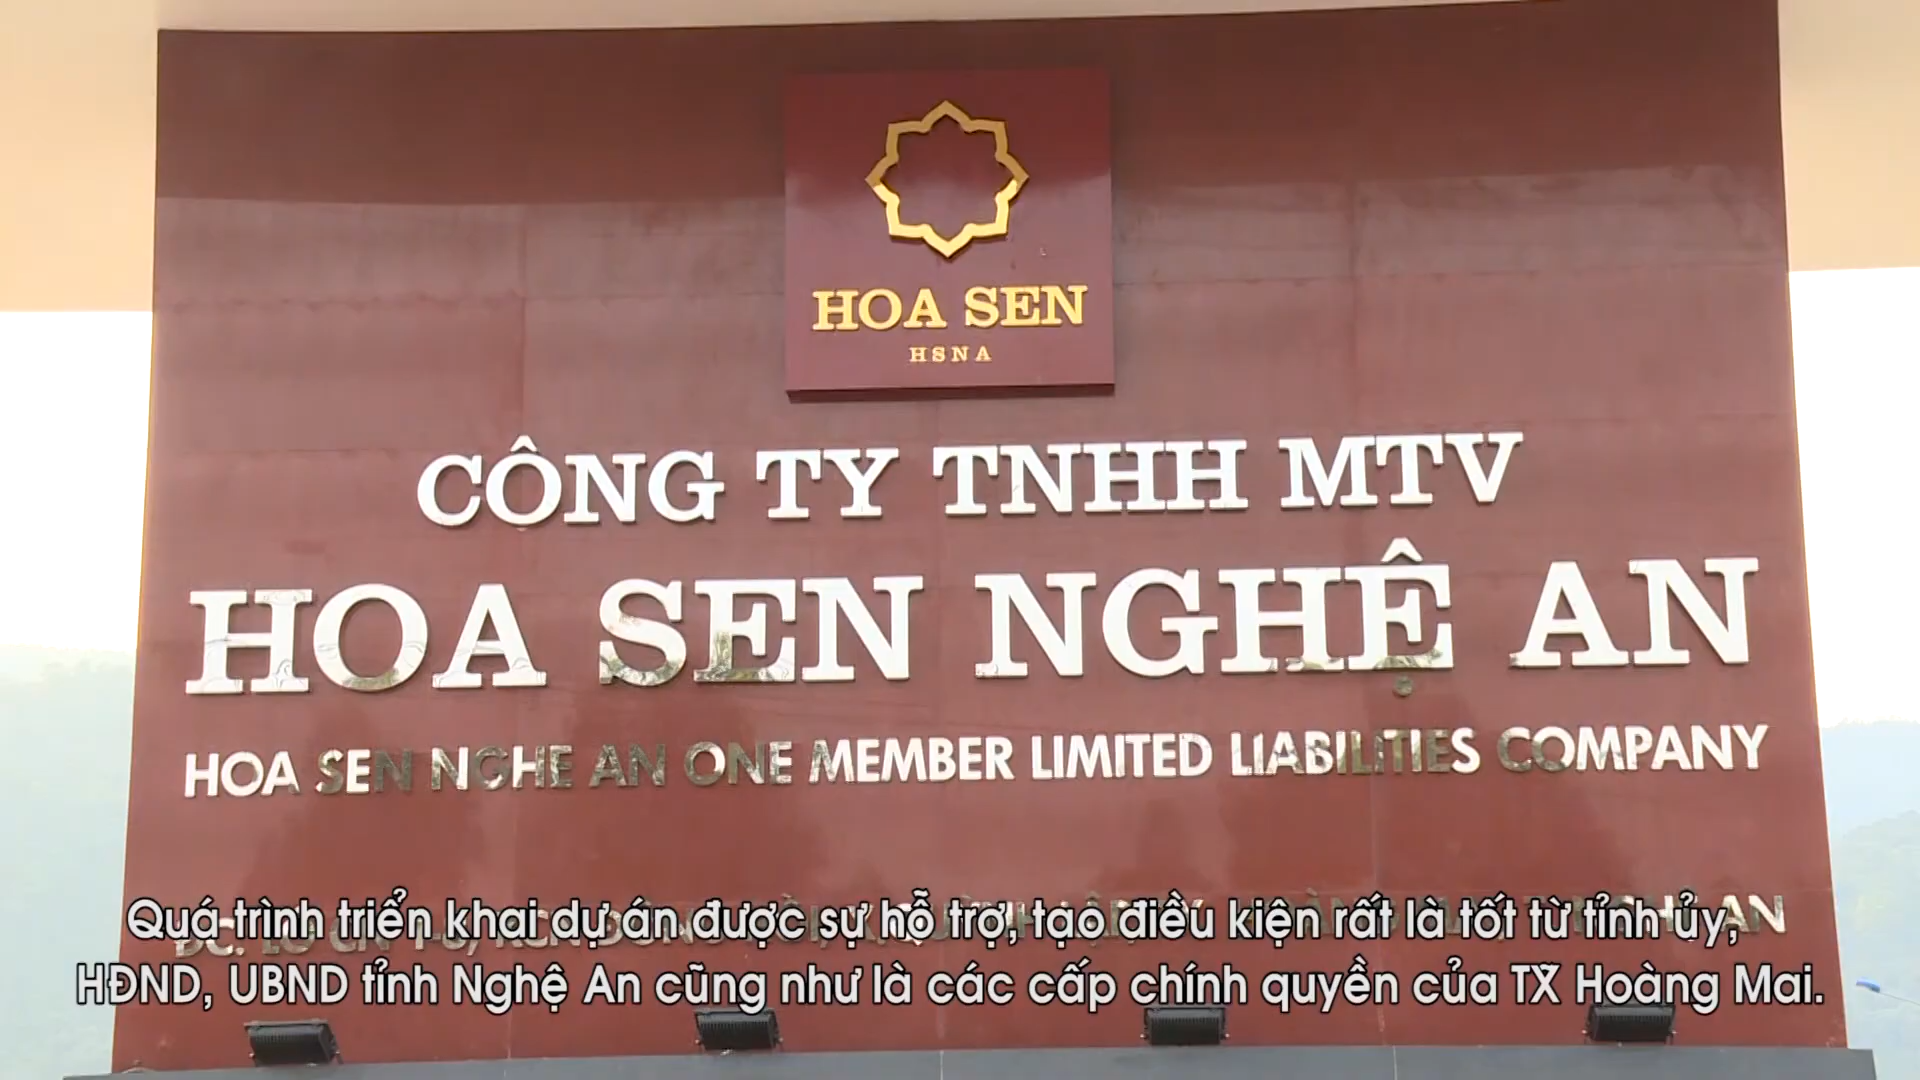 HOA SEN
HSNA
CÔNG TY TNHH MTV
HOA SEN NGHỆ AN
HOA SEN NGHE AN ONE MEMBER LIMITED LIABILITIES COMPANY
Quá trình triển khai dự án được sự hỗ trợ, tạo điều kiện rất là tốt từ tỉnh ủy,
HĐND, UBND tỉnh Nghệ An cũng như là các cấp chính quyền của TX Hoàng Mai.